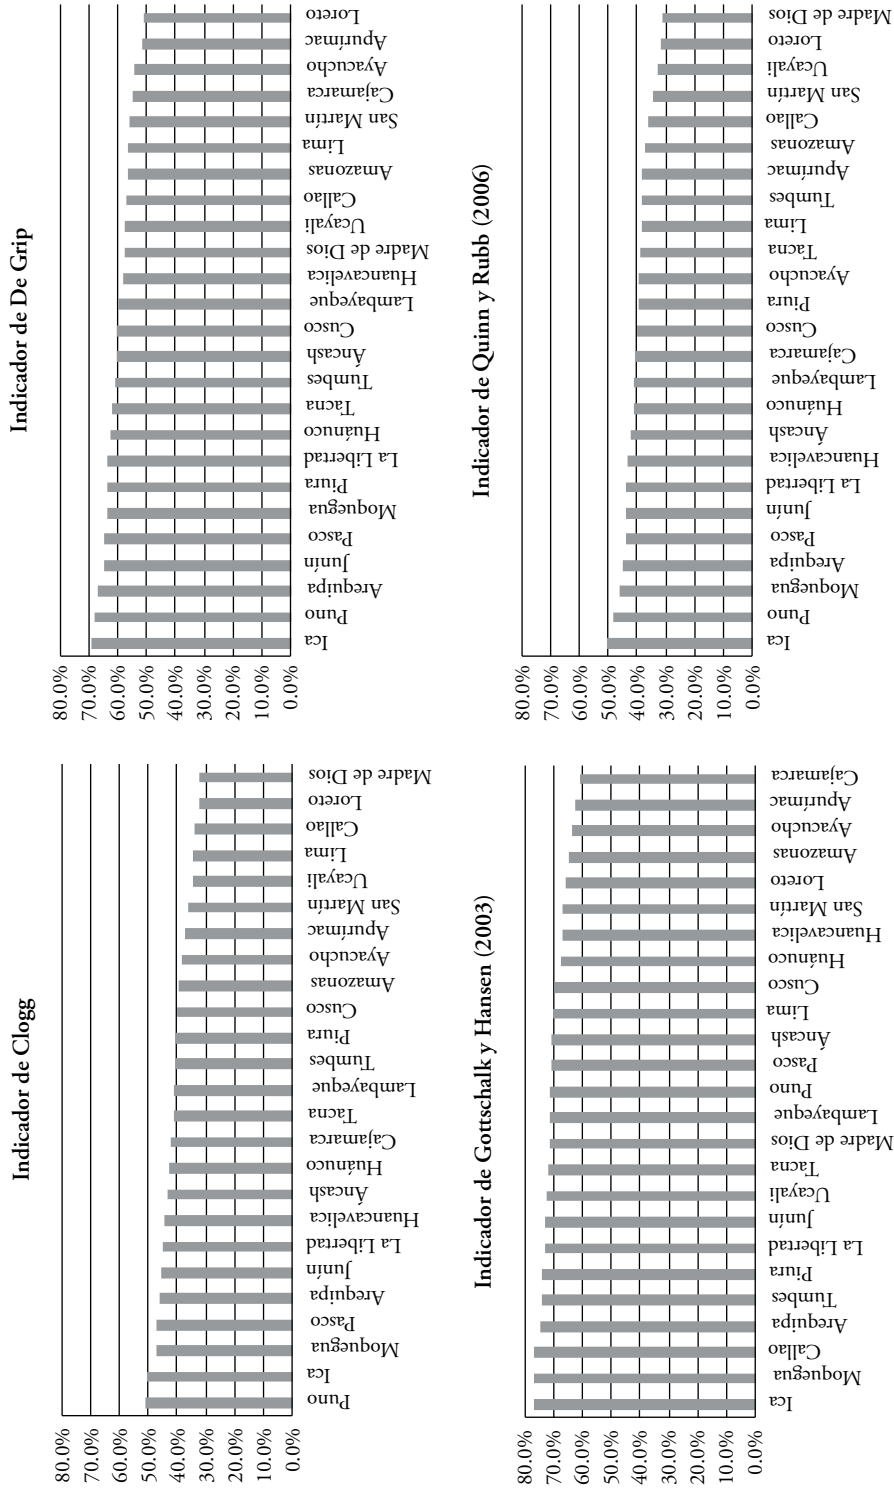 Indicador de Clogg
80.0%
70.0%
60.0%
50.0%
40.0%
30.0%
20.0%
10.0%
0.0%
Puno
Ica
Moquegua
Pasco
Arequipa
Junín
La Libertad
Huancavelica
Áncash
Huánuco
Cajamarca
Tacna
Lambayeque
Tumbes
Piura
Cusco
Amazonas
Ayacucho
Apurímac
San Martín
Ucayali
Lima
Callao
Loreto
Madre de Dios
Indicador de De Grip
80.0%
70.0%
60.0%
50.0%
40.0%
30.0%
20.0%
10.0%
0.0%
Ica
Puno
Arequipa
Junín
Pasco
Moquegua
Piura
La Libertad
Huánuco
Tacna
Tumbes
Áncash
Cusco
Lambayeque
Huancavelica
Madre de Dios
Ucayali
Callao
Amazonas
Lima
San Martín
Cajamarca
Ayacucho
Apurímac
Loreto
Indicador de Gottschalk y Hansen (2003)
80.0%
70.0%
60.0%
50.0%
40.0%
30.0%
20.0%
10.0%
0.0%
Ica
Moquegua
Callao
Arequipa
Tumbes
Piura
La Libertad
Junín
Ucayali
Tacna
Madre de Dios
Lambayeque
Puno
Pasco
Áncash
Lima
Cusco
Huánuco
Huancavelica
San Martín
Loreto
Amazonas
Ayacucho
Apurímac
Cajamarca
Indicador de Quinn y Rubb (2006)
80.0%
70.0%
60.0%
50.0%
40.0%
30.0%
20.0%
10.0%
0.0%
Ica
Puno
Moquegua
Arequipa
Pasco
Junín
La Libertad
Huancavelica
Áncash
Huánuco
Lambayeque
Cajamarca
Cusco
Piura
Ayacucho
Tacna
Lima
Tumbes
Apurímac
Amazonas
Callao
San Martín
Ucayali
Loreto
Madre de Dios